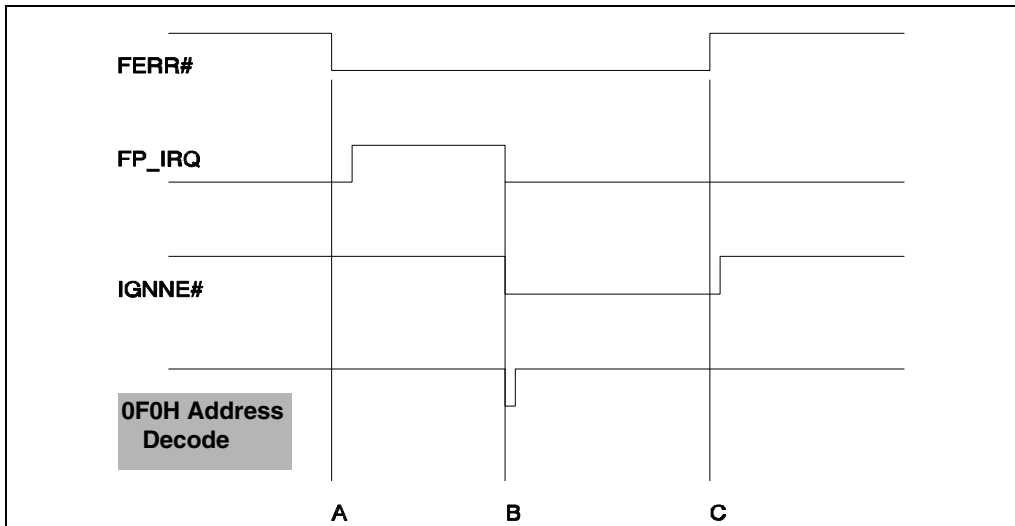 FERR#
FP_IRQ
IGNNE#
0F0H Address
Decode
A
B
C